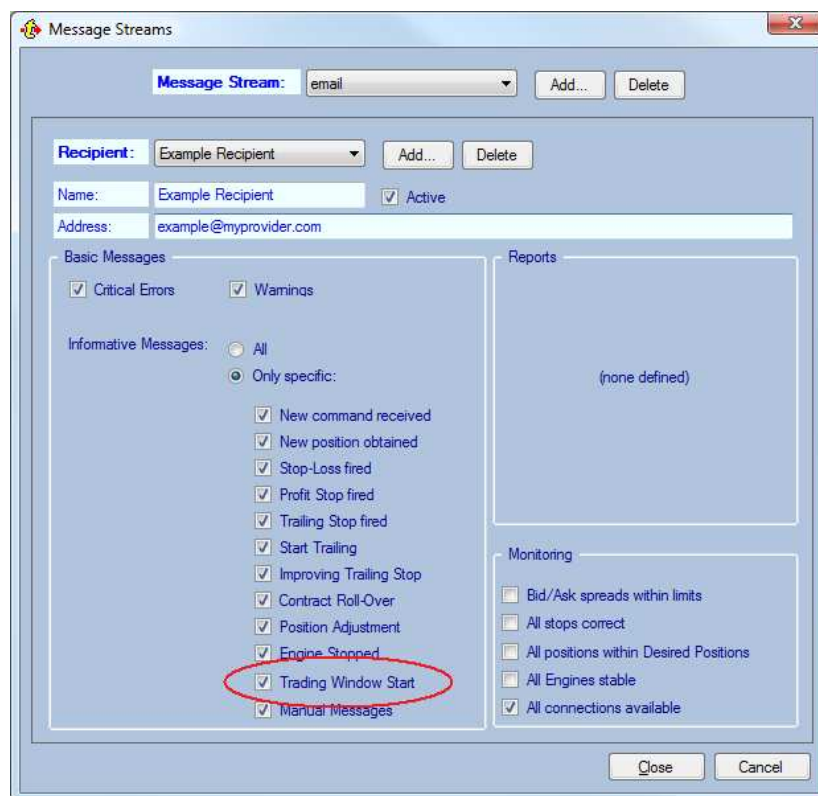 Message Streams
Message Stream: email Add... Delete
Recipient: Example Recipient Add... Delete
Name: Example Recipient Active
Address: example@myprovider.com
Basic Messages
Critical Errors Warnings
Informative Messages: All
Only specific:
New command received
New position obtained
Stop-Loss fired
Profit Stop fired
Trailing Stop fired
Start Trailing
Improving Trailing Stop
Contract Roll-Over
Position Adjustment
Engine Stopped
Trading Window Start
Manual Messages
Reports
(none defined)
Monitoring
Bid/Ask spreads within limits
All stops correct
All positions within Desired Positions
All Engines stable
All connections available
Close Cancel